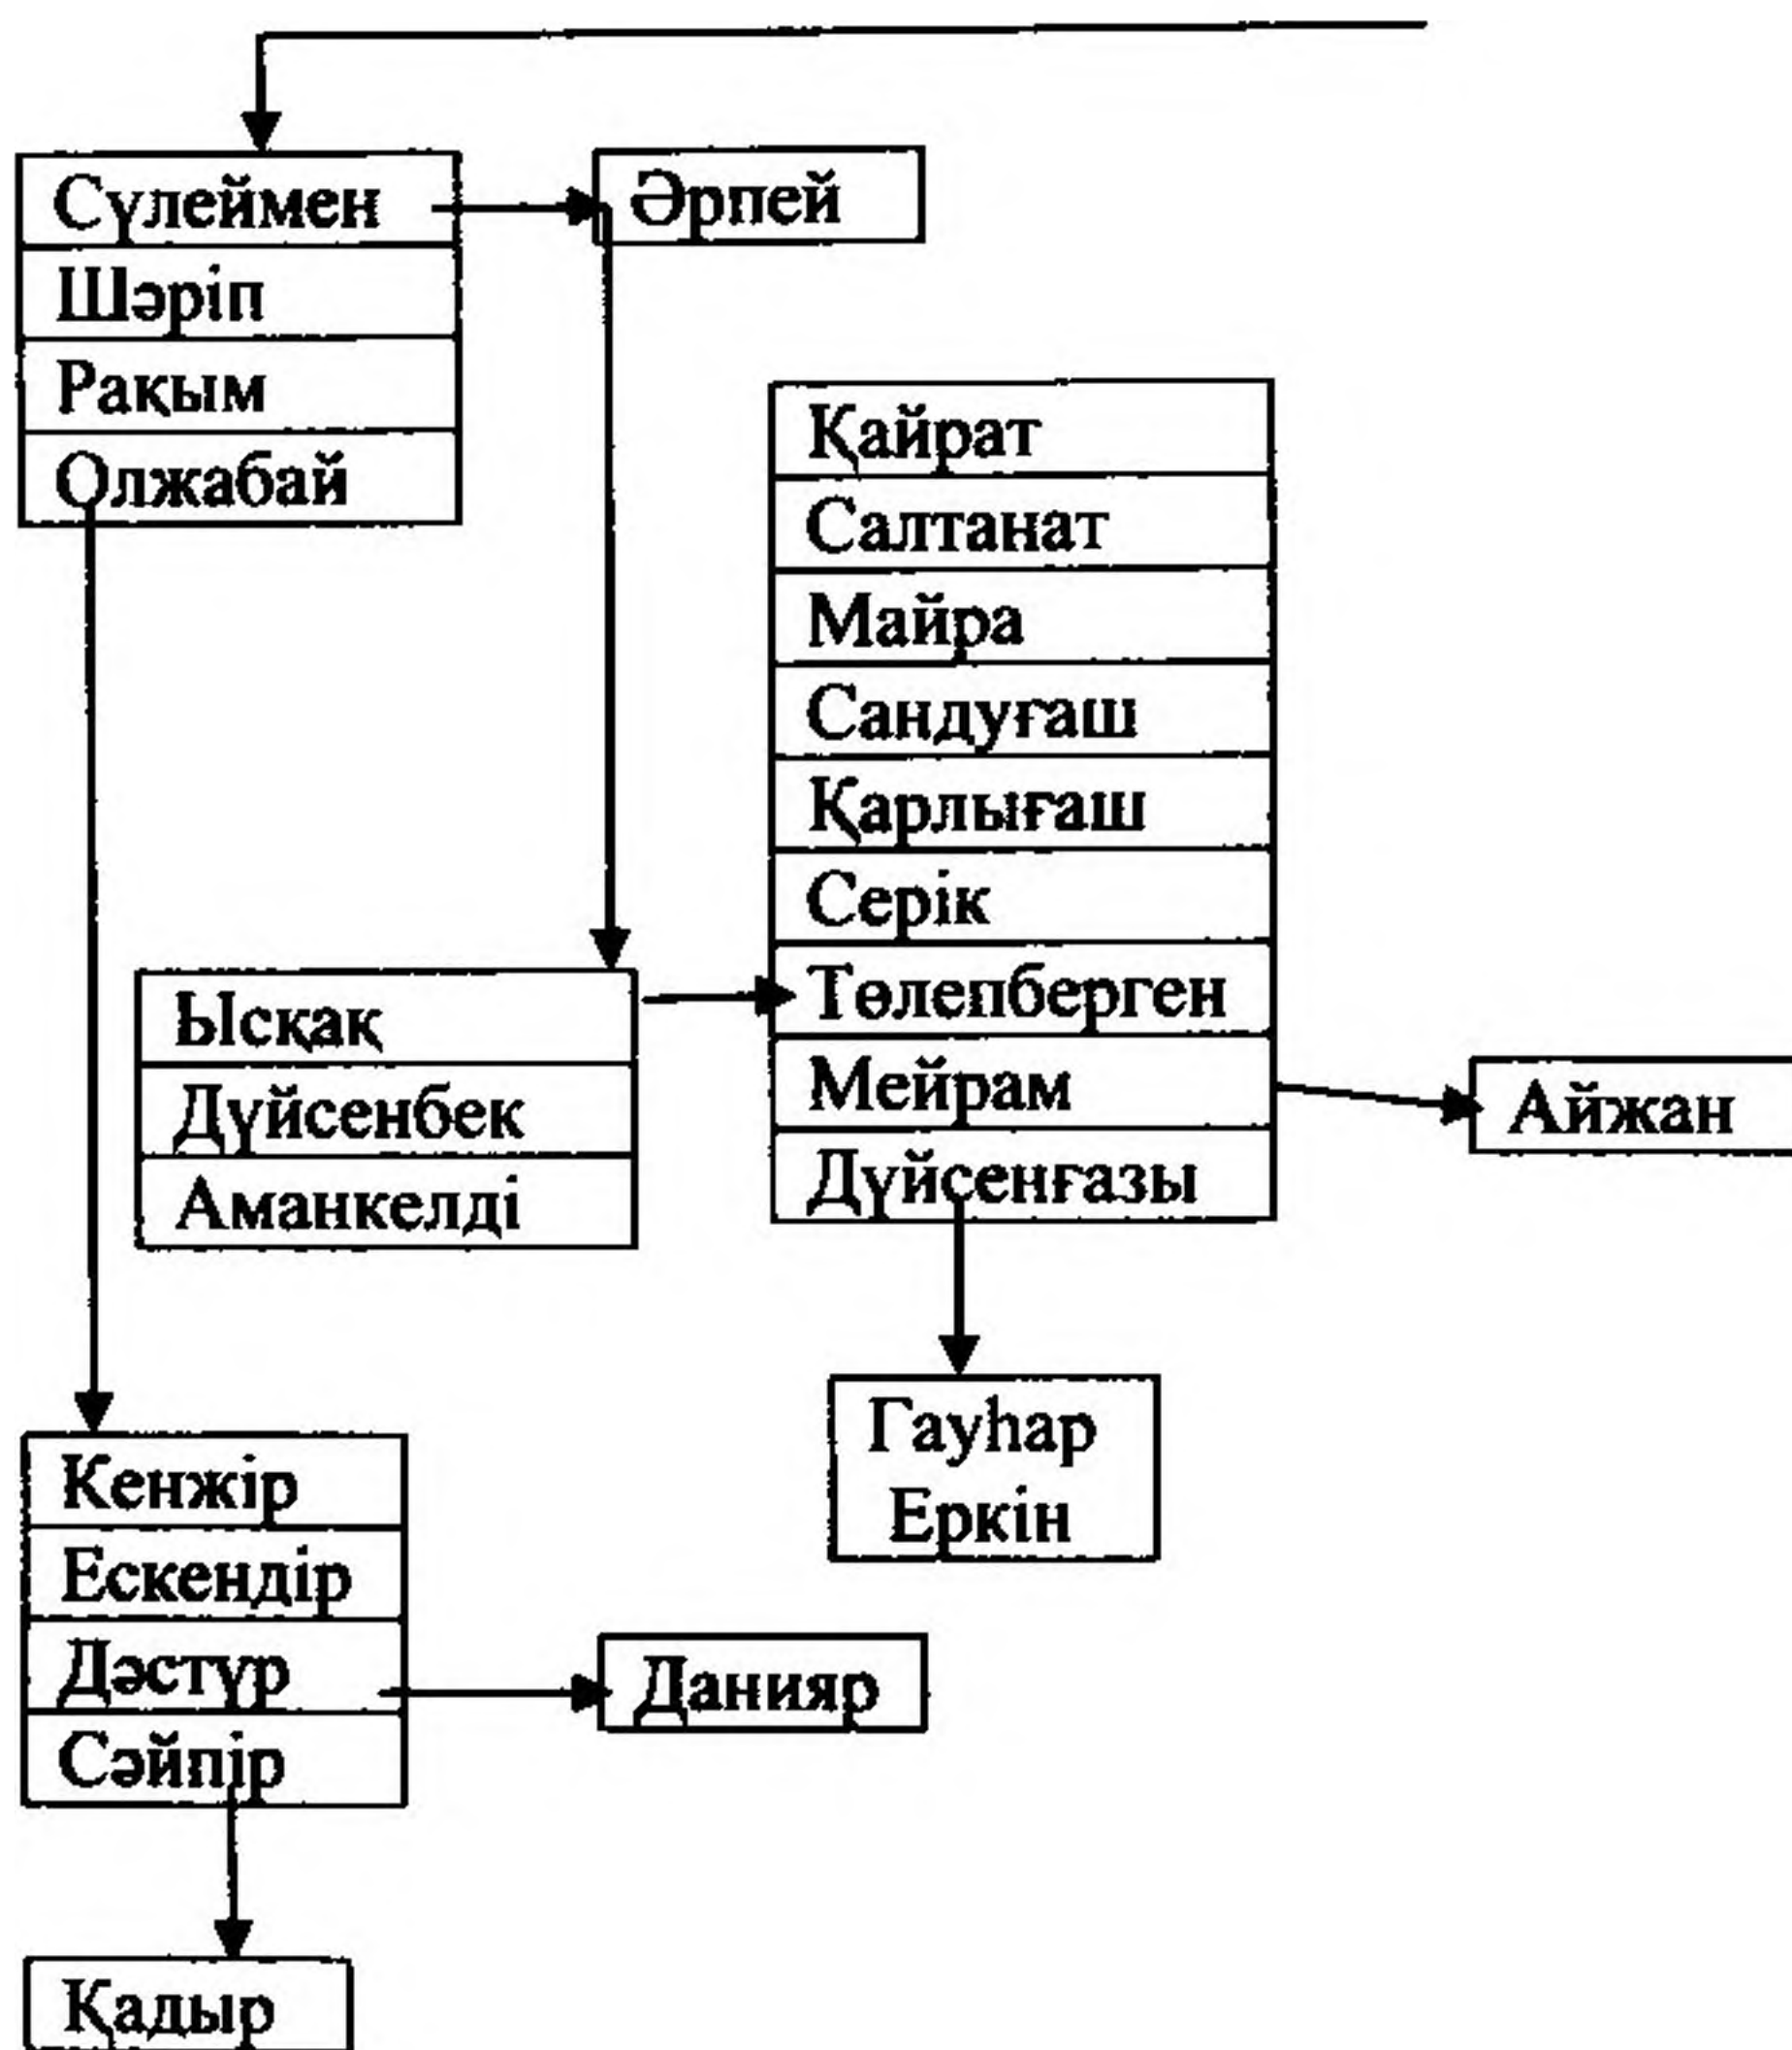 Сүлеймен
Шәріп
Рақым
Олжабай
Әрпей
Қайрат
Салтанат
Майра
Сандуғаш
Қарлығаш
Серік
Төлепберген
Мейрам
Дүйсенғазы
Ысқақ
Дүйсенбек
Аманкелді
Айжан
Гауһар
Еркін
Кенжір
Ескендір
Дәстүр
Сәйпір
Данияр
Қадыр